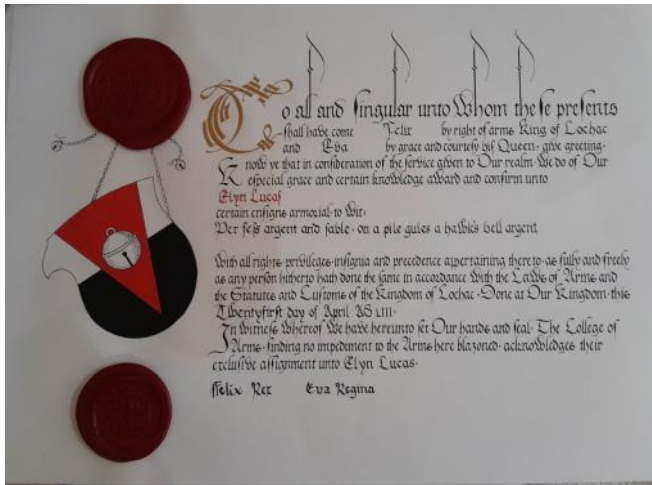 To all and singular unto Whom these presents
shall have come Felix by right of arms King of Lochac
and Eva by grace and courtesy his Queen · give greeting ·
Know ye that in consideration of the service given to Our realm We do of Our
especial grace and certain knowledge award and confirm unto
Elyn Lucas
certain ensigns armorial · to Wit ·
Per fess argent and sable · on a pile gules a hawk's bell argent
With all rights · privileges · insignia and precedence appertaining thereto · as fully and freely
as any person hitherto hath done the same in accordance With the Laws of Arms and
the Statutes and Customs of the Kingdom of Lochac · Done at Our Kingdom · this
Twentyfirst day of April AS LIII ·
In Witness Whereof We have hereunto set Our hands and seal · The College of
Arms · finding no impediment to the Arms here blazoned · acknowledges their
exclusive assignment unto Elyn Lucas ·
Felix Rex Eva Regina